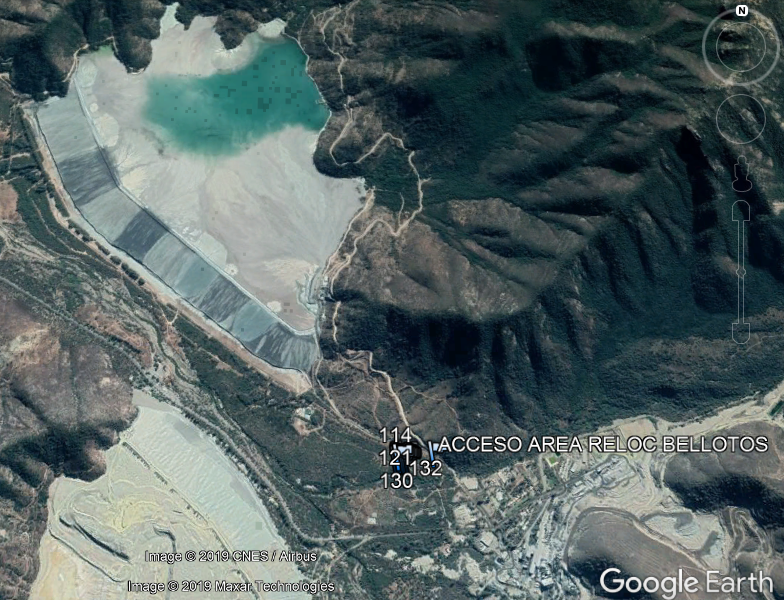 N
114
ACCESO AREA RELOC BELLOTOS
121
132
130
Image © 2019 CNES / Airbus
Image © 2019 Maxar Technologies
Google Earth